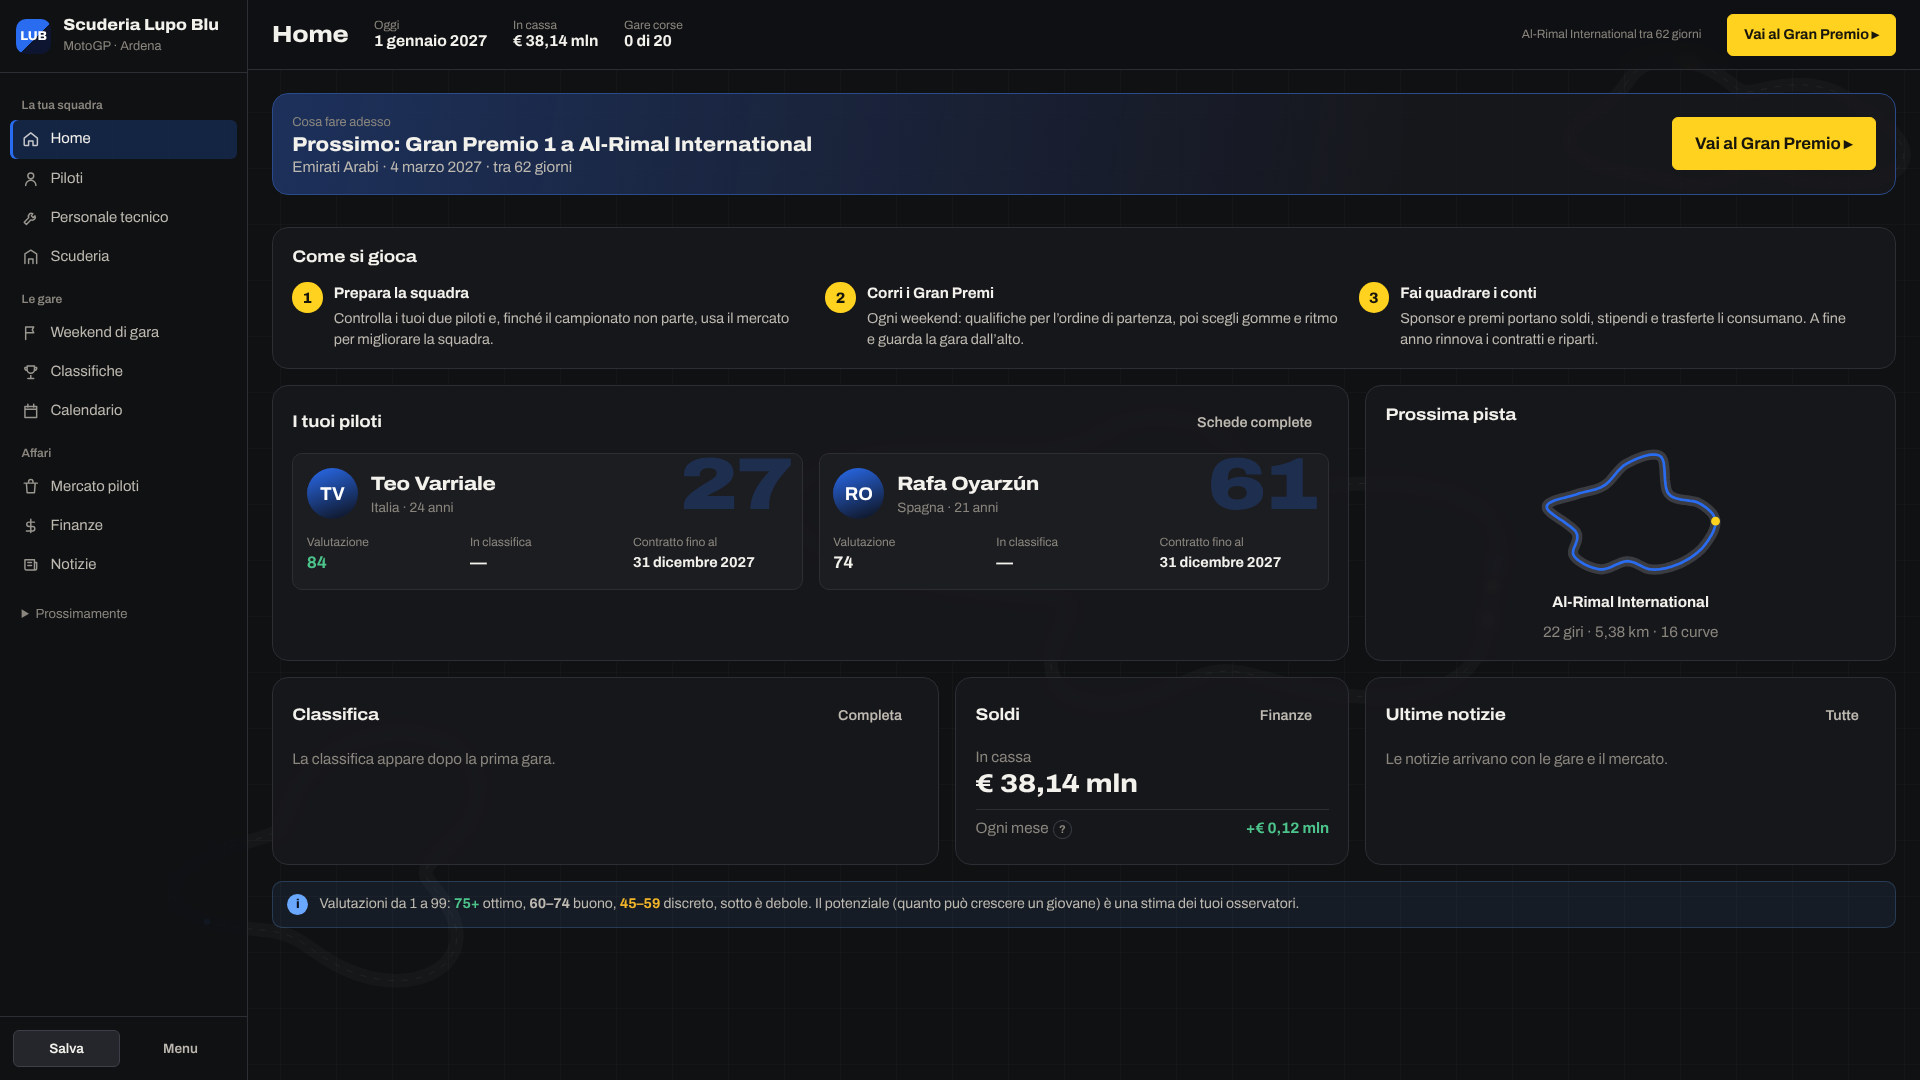 LUB
Scuderia Lupo Blu
MotoGP · Ardena
La tua squadra
Home
Piloti
Personale tecnico
Scuderia
Le gare
Weekend di gara
Classifiche
Calendario
Affari
Mercato piloti
Finanze
Notizie
▶ Prossimamente
Salva
Menu
Home
Oggi
1 gennaio 2027
In cassa
€ 38,14 mln
Gare corse
0 di 20
Al-Rimal International tra 62 giorni
Vai al Gran Premio ▸
Cosa fare adesso
Prossimo: Gran Premio 1 a Al-Rimal International
Emirati Arabi · 4 marzo 2027 · tra 62 giorni
Vai al Gran Premio ▸
Come si gioca
1
Prepara la squadra
Controlla i tuoi due piloti e, finché il campionato non parte, usa il mercato
per migliorare la squadra.
2
Corri i Gran Premi
Ogni weekend: qualifiche per l’ordine di partenza, poi scegli gomme e ritmo
e guarda la gara dall’alto.
3
Fai quadrare i conti
Sponsor e premi portano soldi, stipendi e trasferte li consumano. A fine
anno rinnova i contratti e riparti.
I tuoi piloti
Schede complete
TV
Teo Varriale
Italia · 24 anni
27
Valutazione
84
In classifica
—
Contratto fino al
31 dicembre 2027
RO
Rafa Oyarzún
Spagna · 21 anni
61
Valutazione
74
In classifica
—
Contratto fino al
31 dicembre 2027
Prossima pista
Al-Rimal International
22 giri · 5,38 km · 16 curve
Classifica
Completa
La classifica appare dopo la prima gara.
Soldi
Finanze
In cassa
€ 38,14 mln
Ogni mese ?
+€ 0,12 mln
Ultime notizie
Tutte
Le notizie arrivano con le gare e il mercato.
i
Valutazioni da 1 a 99: 75+ ottimo, 60–74 buono, 45–59 discreto, sotto è debole. Il potenziale (quanto può crescere un giovane) è una stima dei tuoi osservatori.